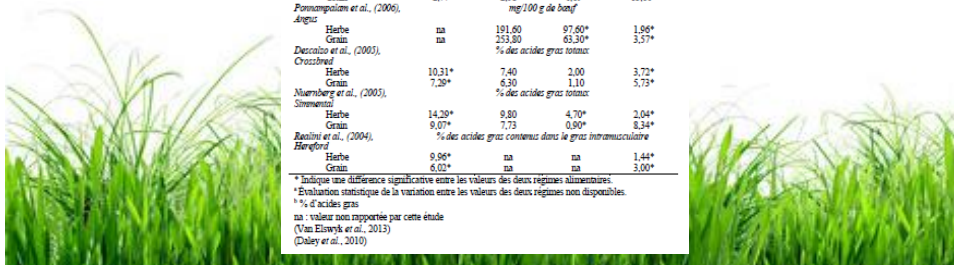 Ponnampalam et al., (2006), mg/100 g de bœuf
Angus
Herbe na 191,60 97,60* 1,96*
Grain na 253,80 63,30* 3,57*
Descalzo et al., (2005), % des acides gras totaux
Crossbred
Herbe 10,31* 7,40 2,00 3,72*
Grain 7,29* 6,30 1,10 5,73*
Nuernberg et al., (2005), % des acides gras totaux
Simmental
Herbe 14,29* 9,80 4,70* 2,04*
Grain 9,07* 7,73 0,90* 8,34*
Realini et al., (2004), % des acides gras contenus dans le gras intramusculaire
Hereford
Herbe 9,96* na na 1,44*
Grain 6,02* na na 3,00*
* Indique une différence significative entre les valeurs des deux régimes alimentaires.
ª Évaluation statistique de la variation entre les valeurs des deux régimes non disponibles.
ᵇ % d'acides gras
na : valeur non rapportée par cette étude
(Van Elswyk et al., 2013)
(Daley et al., 2010)